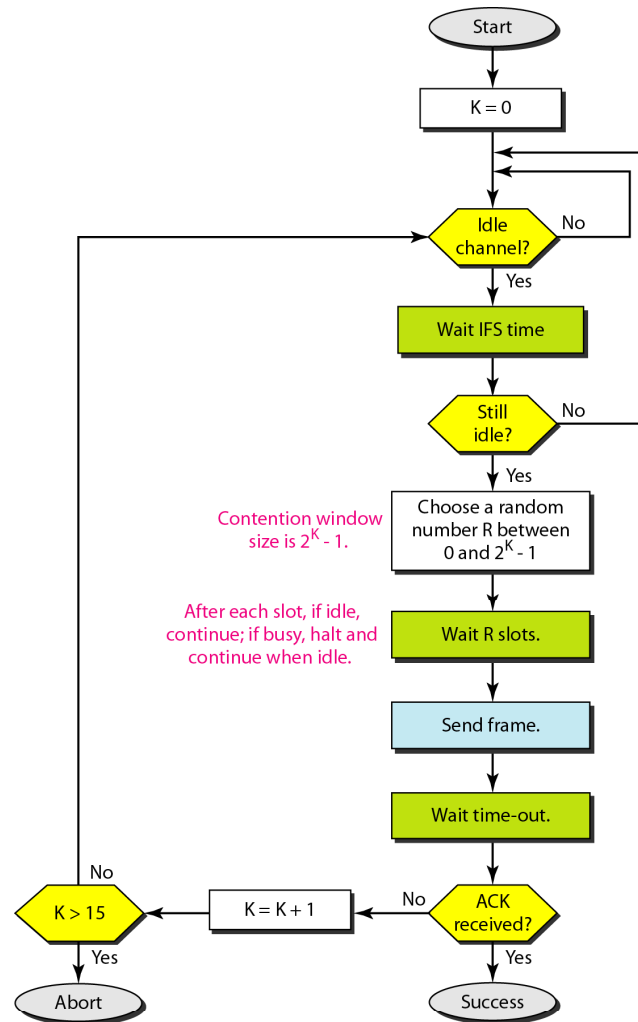 Start
K = 0
Idle
channel?
No
Yes
Wait IFS time
Still
idle?
No
Yes
Contention window
size is 2^K - 1.
Choose a random
number R between
0 and 2^K - 1
After each slot, if idle,
continue; if busy, halt and
continue when idle.
Wait R slots.
Send frame.
Wait time-out.
ACK
received?
No
Yes
K = K + 1
K > 15
No
Yes
Abort
Success